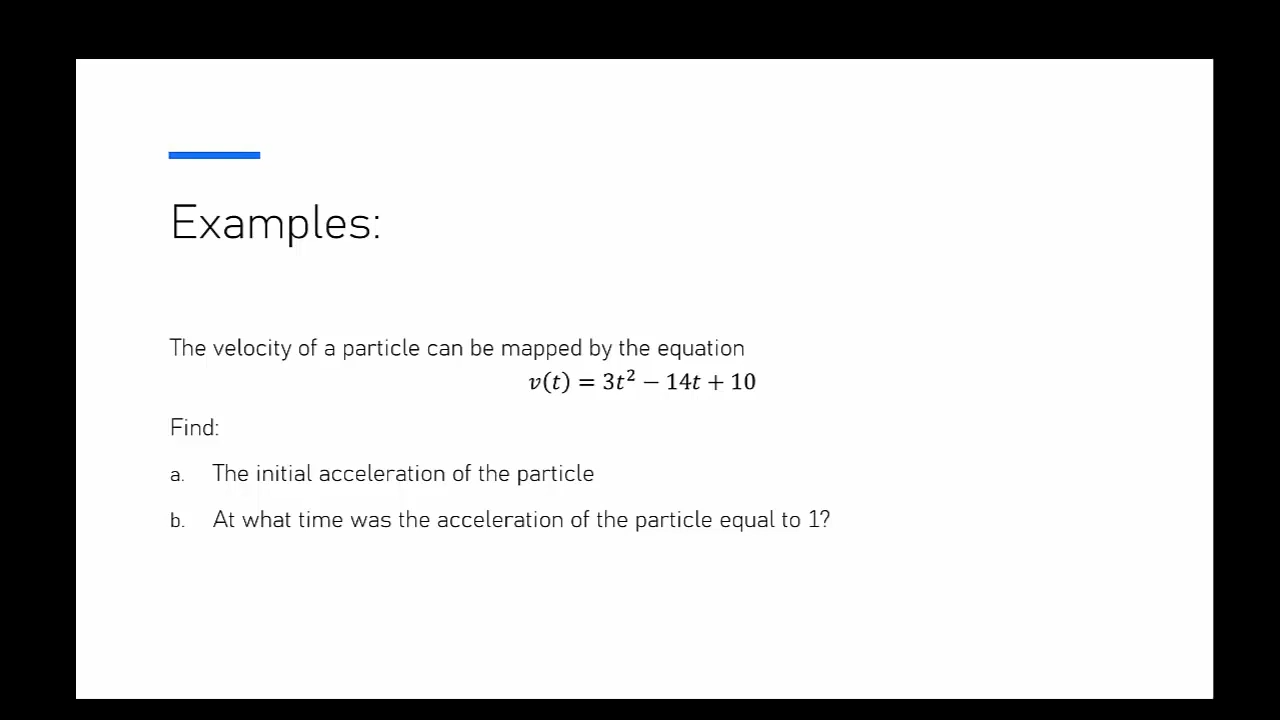 Examples:
The velocity of a particle can be mapped by the equation
v(t) = 3t² − 14t + 10
Find:
a. The initial acceleration of the particle
b. At what time was the acceleration of the particle equal to 1?